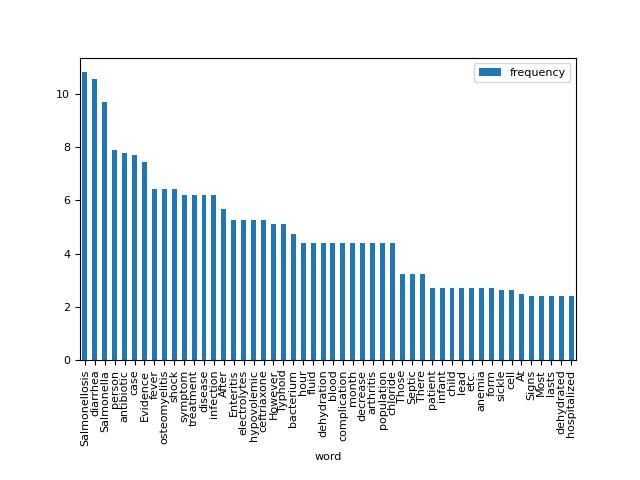 frequency
10
8
6
4
2
0
Salmonellosis
diarrhea
Salmonella
person
antibiotic
case
Evidence
fever
osteomyelitis
shock
symptom
treatment
disease
infection
After
Enteritis
electrolytes
hypovolemic
ceftriaxone
However
Typhoid
bacterium
hour
fluid
dehydration
blood
complication
month
decrease
arthritis
population
chloride
Those
Septic
There
patient
infant
child
lead
etc.
anemia
form
sickle
cell
At
Signs
Most
lasts
dehydrated
hospitalized
word